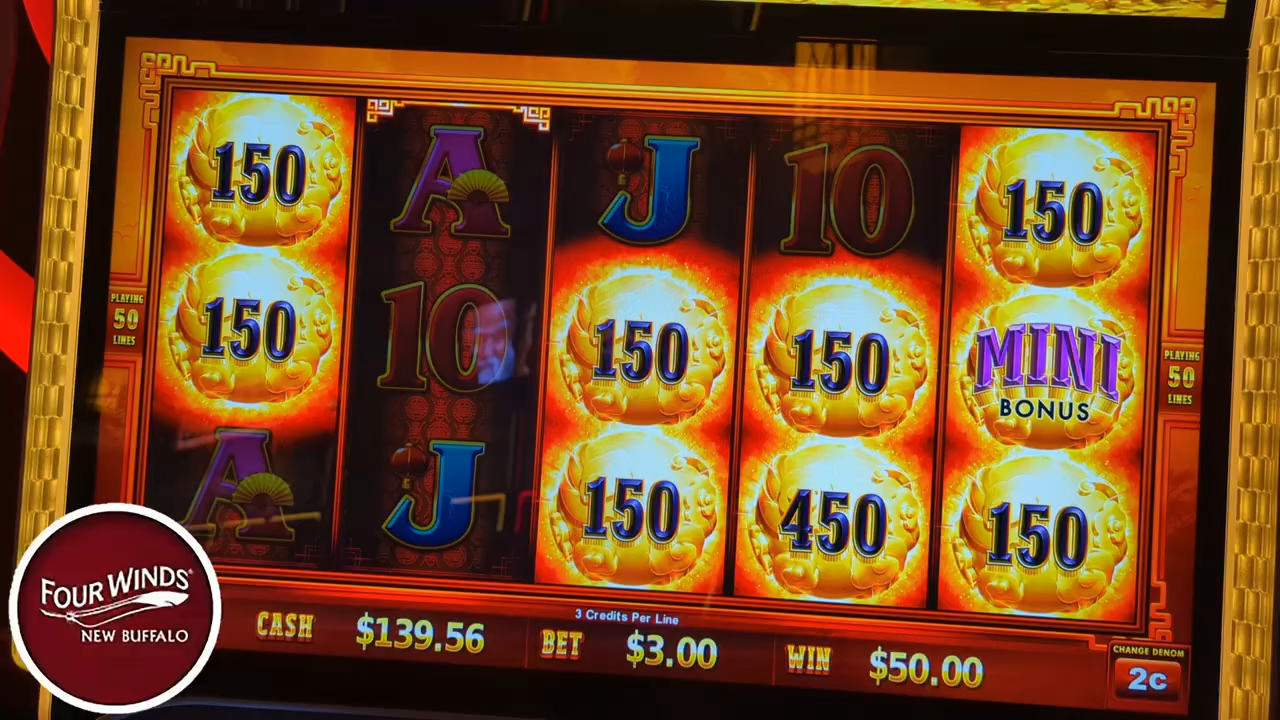 150
A
J
10
150
150
10
150
150
MINI
BONUS
PLAYING
50
LINES
PLAYING
50
LINES
A
J
150
450
150
3 Credits Per Line
CASH $139.56 BET $3.00 WIN $50.00
CHANGE DENOM
2c
FOUR WINDS®
NEW BUFFALO